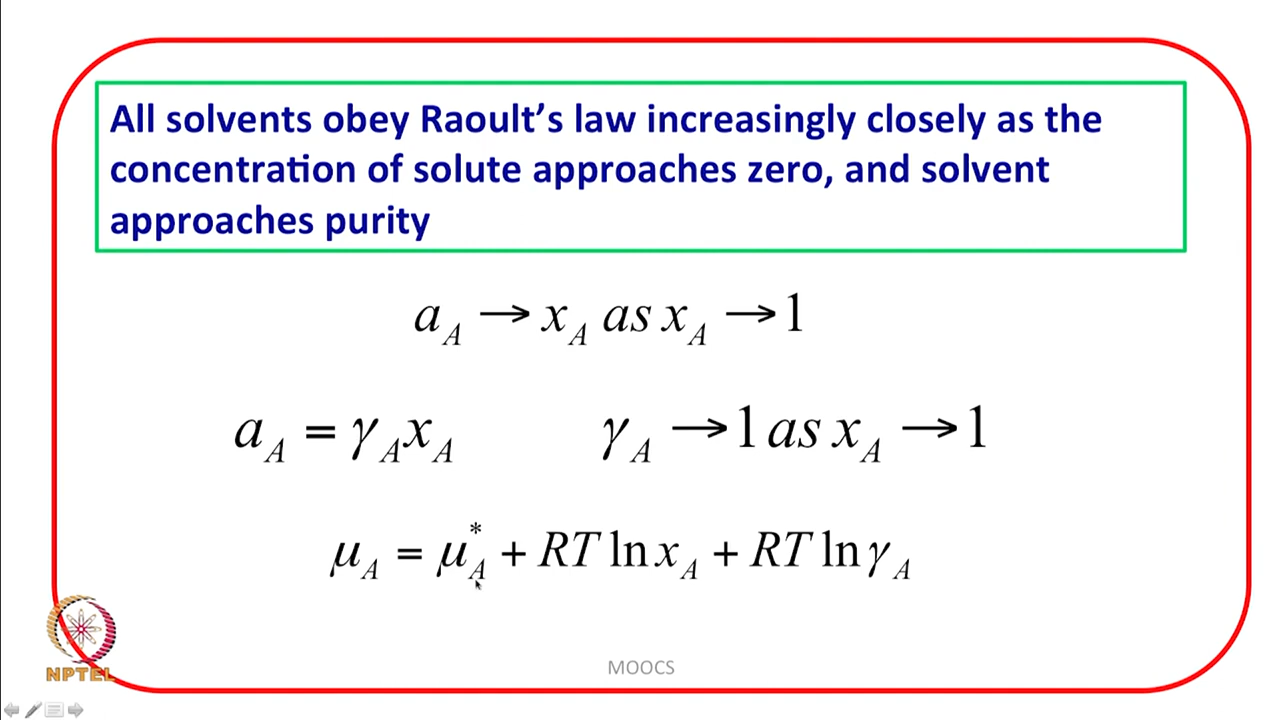 All solvents obey Raoult’s law increasingly closely as the
concentration of solute approaches zero, and solvent
approaches purity
a_A → x_A as x_A → 1
a_A = γ_A x_A γ_A → 1 as x_A → 1
μ_A = μ_A^* + RT ln x_A + RT ln γ_A
NPTEL
MOOCS